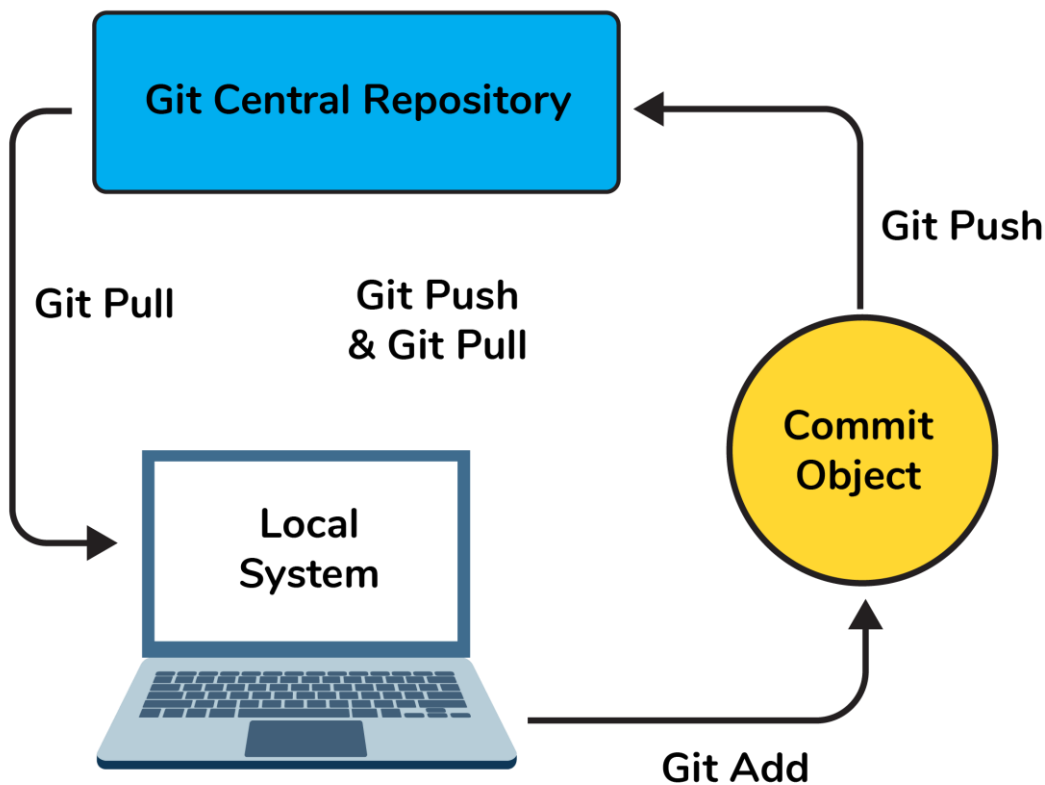 Git Central Repository
Git Push
Git Pull
Git Push
& Git Pull
Commit
Object
Local
System
Git Add